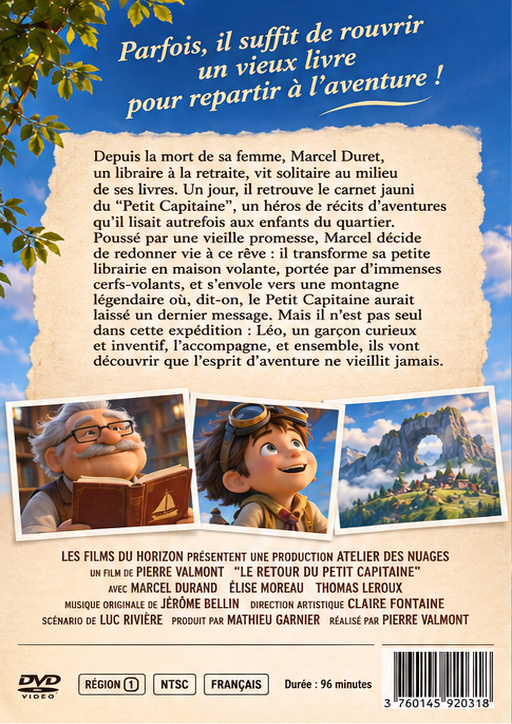 Parfois, il suffit de rouvrir
un vieux livre
pour repartir à l’aventure !
Depuis la mort de sa femme, Marcel Duret,
un libraire à la retraite, vit solitaire au milieu
de ses livres. Un jour, il retrouve le carnet jauni
du “Petit Capitaine”, un héros de récits d’aventures
qu’il lisait autrefois aux enfants du quartier.
Poussé par une vieille promesse, Marcel décide
de redonner vie à ce rêve : il transforme sa petite
librairie en maison volante, portée par d’immenses
cerfs-volants, et s’envole vers une montagne
légendaire où, dit-on, le Petit Capitaine aurait
laissé un dernier message. Mais il n’est pas seul
dans cette expédition : Léo, un garçon curieux
et inventif, l’accompagne, et ensemble, ils vont
découvrir que l’esprit d’aventure ne vieillit jamais.
LES FILMS DU HORIZON PRÉSENTENT UNE PRODUCTION ATELIER DES NUAGES
UN FILM DE PIERRE VALMONT “LE RETOUR DU PETIT CAPITAINE”
AVEC MARCEL DURAND ÉLISE MOREAU THOMAS LEROUX
MUSIQUE ORIGINALE DE JÉRÔME BELLIN DIRECTION ARTISTIQUE CLAIRE FONTAINE
SCÉNARIO DE LUC RIVIÈRE PRODUIT PAR MATHIEU GARNIER RÉALISÉ PAR PIERRE VALMONT
DVD VIDEO RÉGION 1 NTSC FRANÇAIS Durée : 96 minutes
3 760145 920318